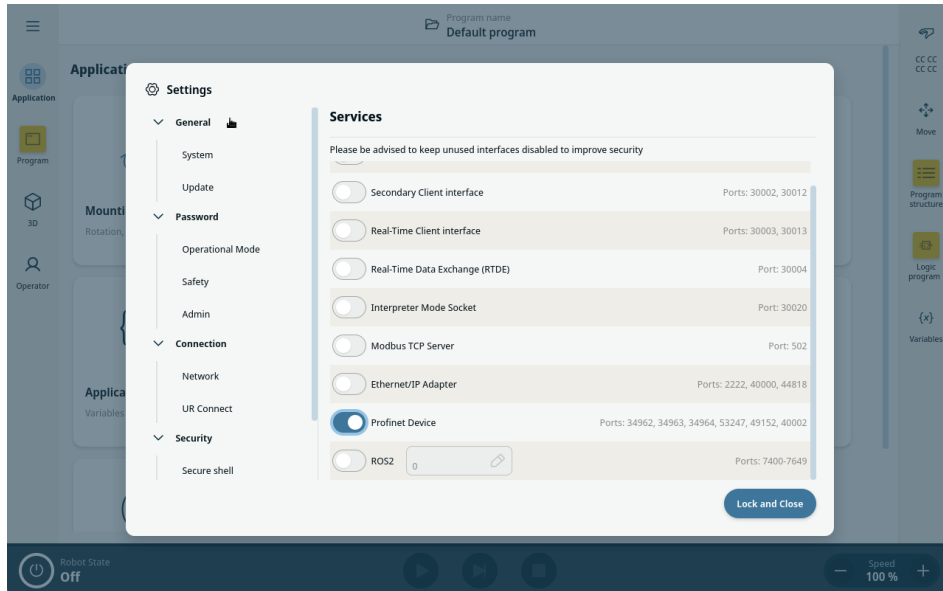 Program name
Default program
Applicati
Application
Program
3D
Operator
Mounti
Rotation,
Applica
Variables
Settings
General
System
Update
Password
Operational Mode
Safety
Admin
Connection
Network
UR Connect
Security
Secure shell
Services
Please be advised to keep unused interfaces disabled to improve security
Secondary Client interface Ports: 30002, 30012
Real-Time Client interface Ports: 30003, 30013
Real-Time Data Exchange (RTDE) Port: 30004
Interpreter Mode Socket Port: 30020
Modbus TCP Server Port: 502
Ethernet/IP Adapter Ports: 2222, 40000, 44818
Profinet Device Ports: 34962, 34963, 34964, 53247, 49152, 40002
ROS2 0 Ports: 7400-7649
Lock and Close
CC CC
CC CC
Move
Program
structure
Logic
program
{x}
Variables
Robot State
Off
Speed
100 %